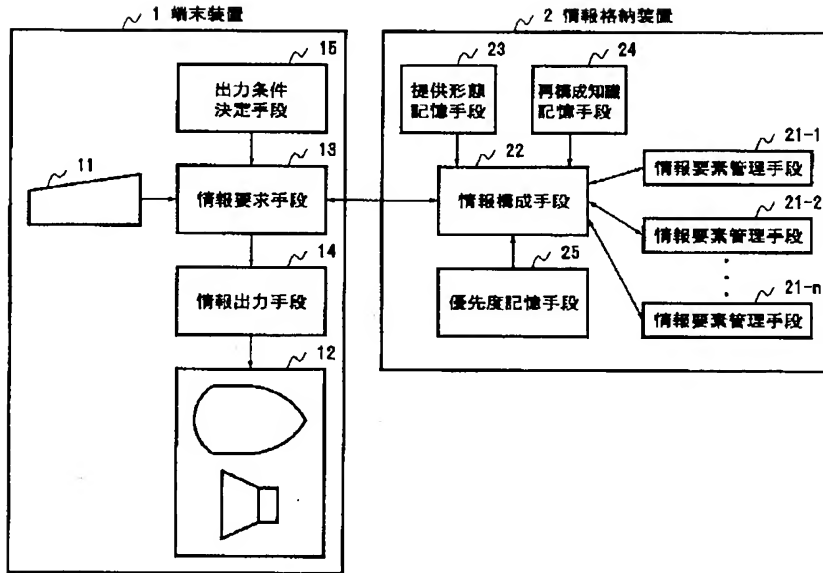 1 端末装置
15
出力条件
決定手段
11
13
情報要求手段
14
情報出力手段
12
2 情報格納装置
23
提供形態
記憶手段
24
再構成知識
記憶手段
22
情報構成手段
25
優先度記憶手段
21-1
情報要素管理手段
21-2
情報要素管理手段
21-n
情報要素管理手段